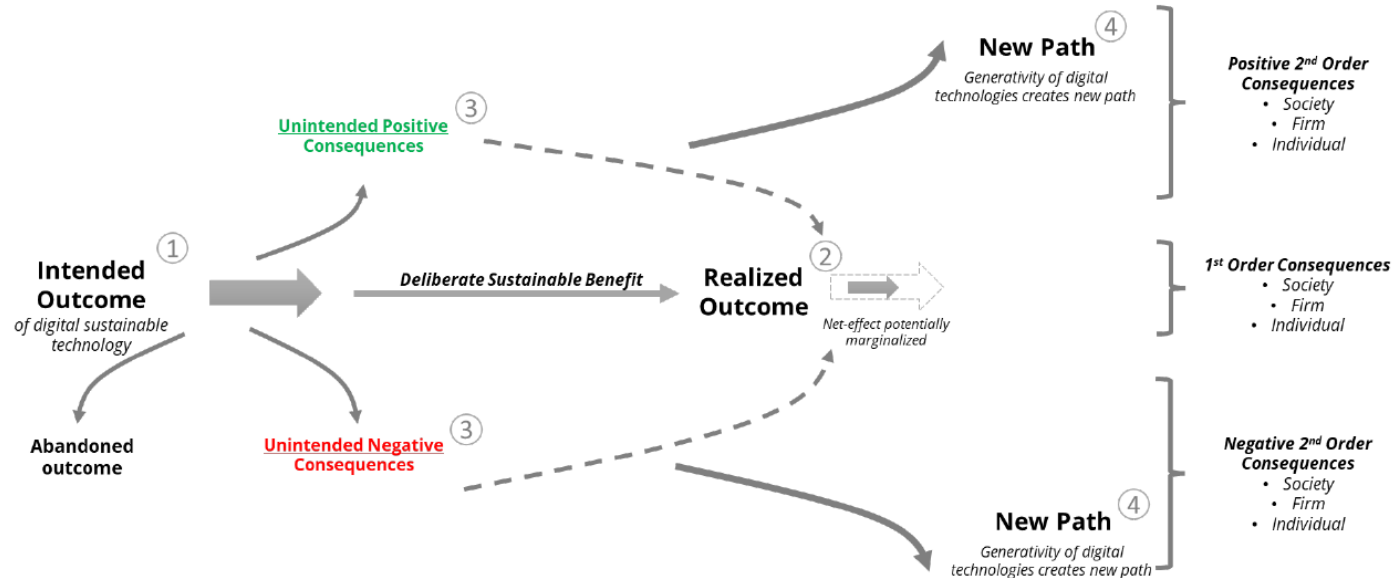 Intended
Outcome
①
of digital sustainable
technology
Abandoned
outcome
Unintended Positive
Consequences
③
Deliberate Sustainable Benefit
Unintended Negative
Consequences
③
Realized
Outcome
②
Net-effect potentially
marginalized
New Path
④
Generativity of digital
technologies creates new path
New Path
④
Generativity of digital
technologies creates new path
Positive 2nd Order
Consequences
• Society
• Firm
• Individual
1st Order Consequences
• Society
• Firm
• Individual
Negative 2nd Order
Consequences
• Society
• Firm
• Individual